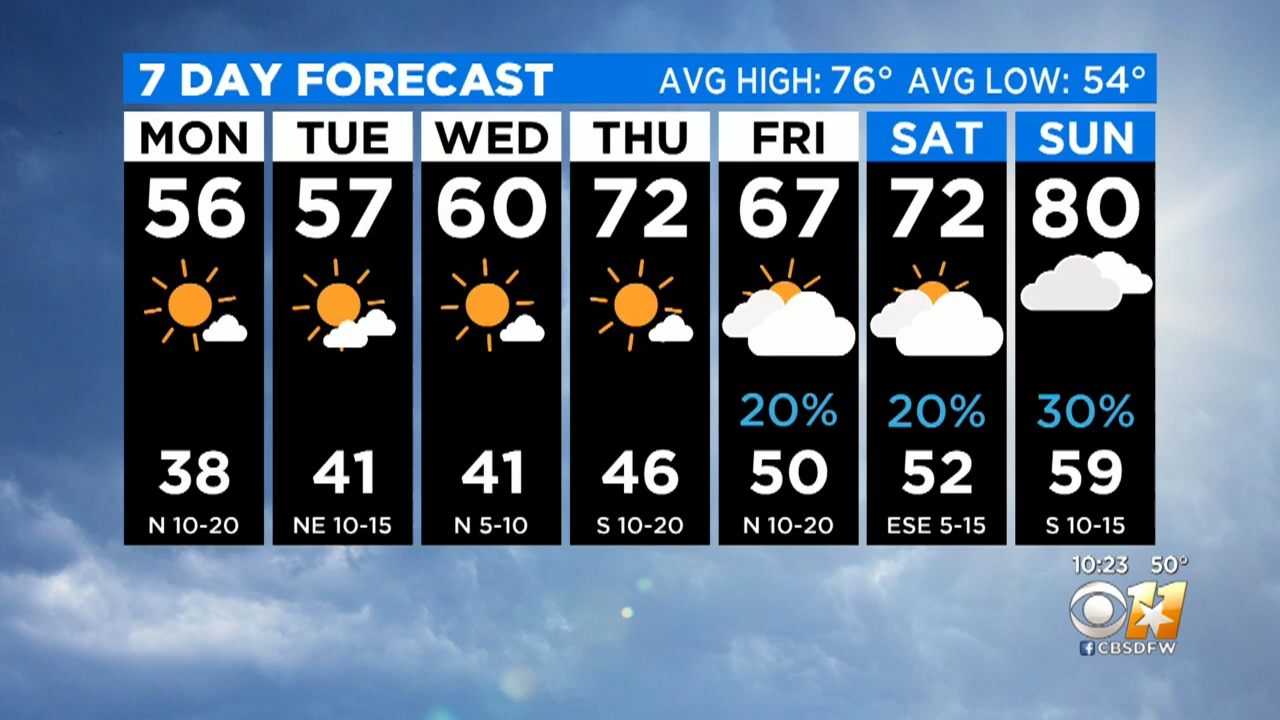 7 DAY FORECAST AVG HIGH: 76° AVG LOW: 54°
MON TUE WED THU FRI SAT SUN
56 57 60 72 67 72 80
20% 20% 30%
38 41 41 46 50 52 59
N 10-20 NE 10-15 N 5-10 S 10-20 N 10-20 ESE 5-15 S 10-15
10:23 50°
11
f CBSDFW